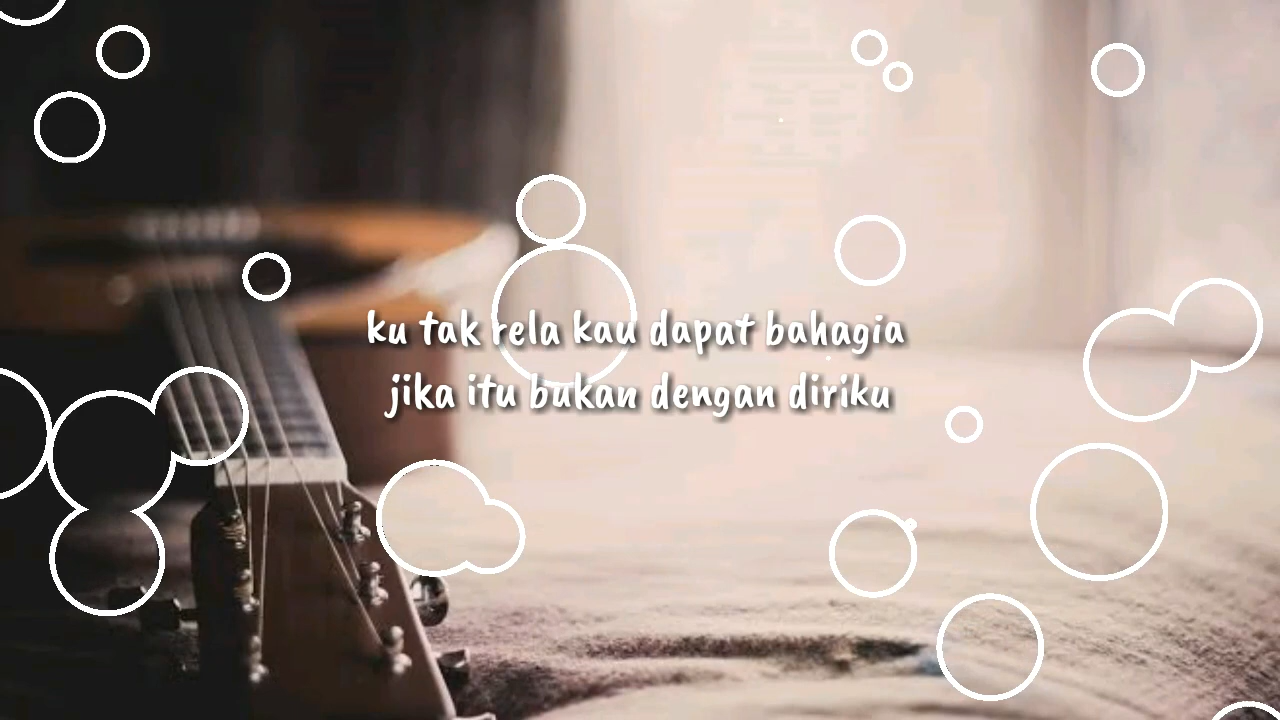 ku tak rela kau dapat bahagia
jika itu bukan dengan diriku